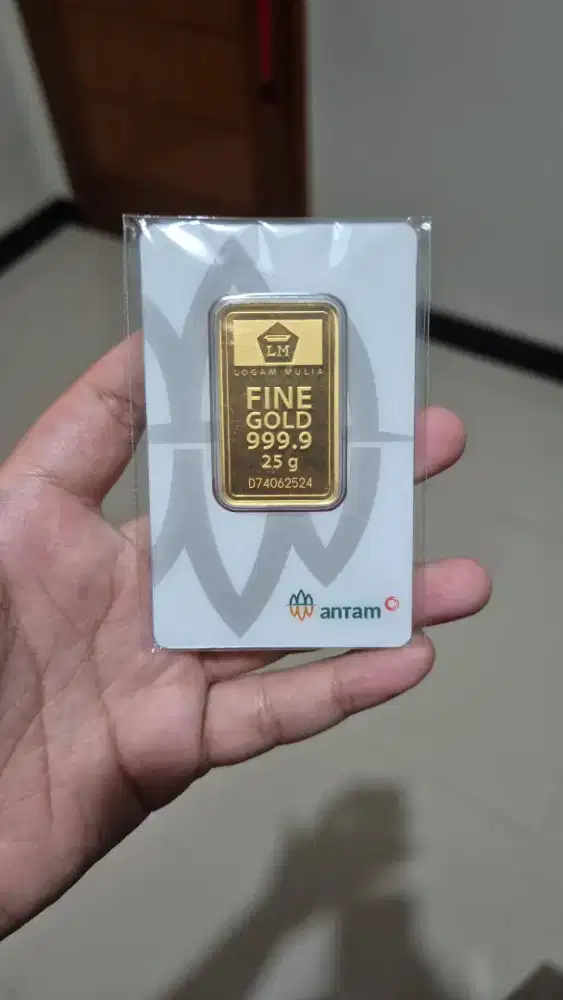 LM
LOGAM MULIA
FINE
GOLD
999.9
25 g
D74062524
antam